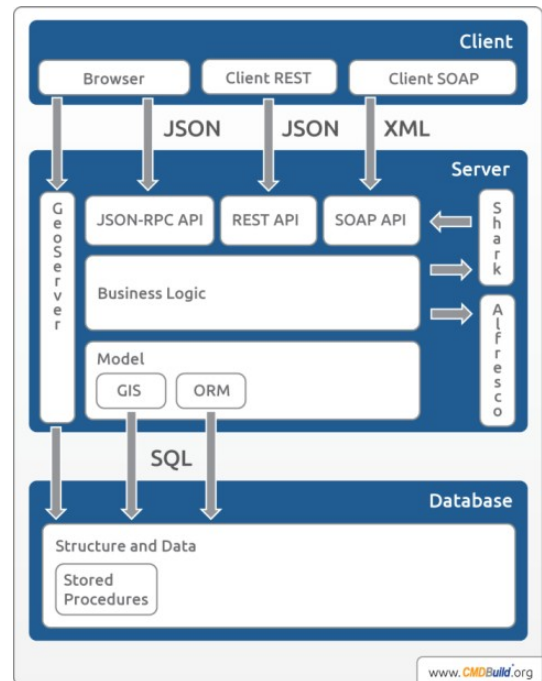 Client
Browser
Client REST
Client SOAP
JSON
JSON
XML
Server
GeoServer
JSON-RPC API
REST API
SOAP API
Shark
Business Logic
Alfresco
Model
GIS
ORM
SQL
Database
Structure and Data
Stored
Procedures
www.CMDBuild.org